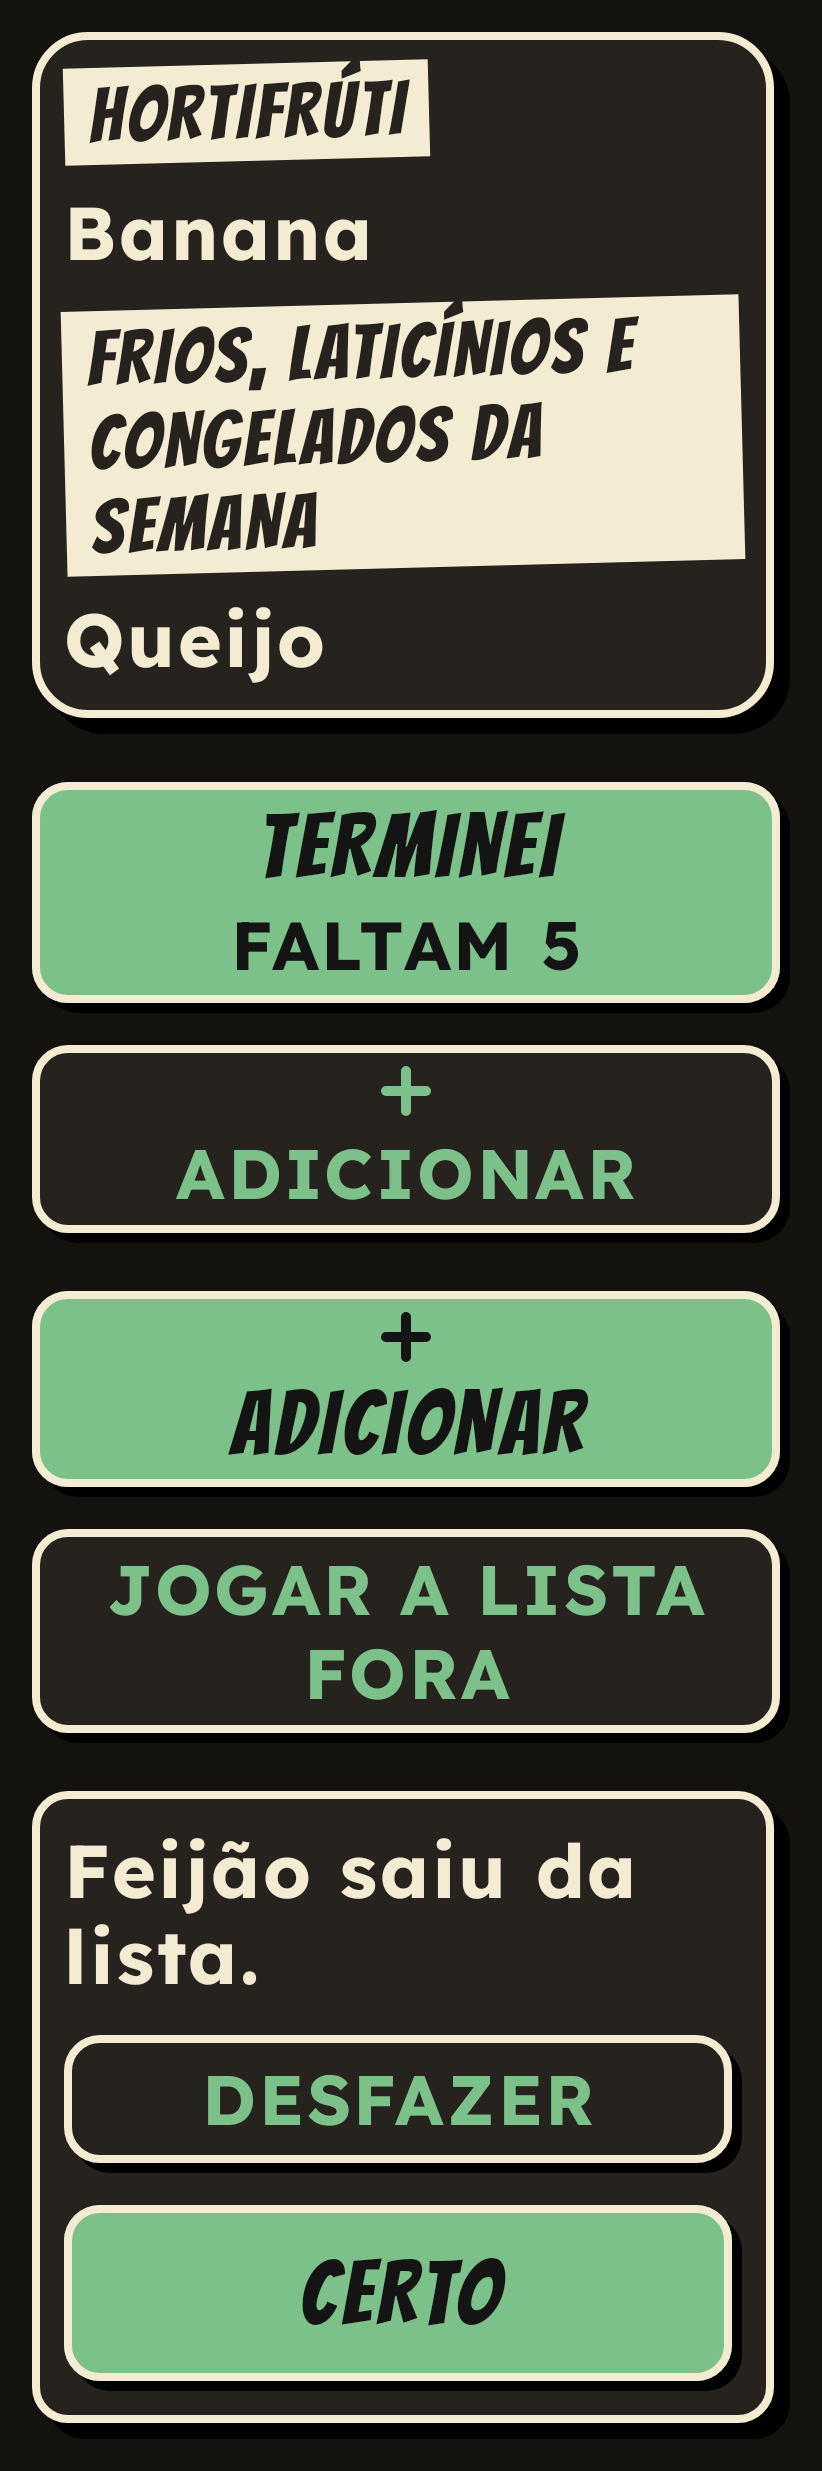 HORTIFRÚTI
Banana
FRIOS, LATICÍNIOS E
CONGELADOS DA
SEMANA
Queijo
TERMINEI
FALTAM 5
+
ADICIONAR
+
ADICIONAR
JOGAR A LISTA
FORA
Feijão saiu da
lista.
DESFAZER
CERTO